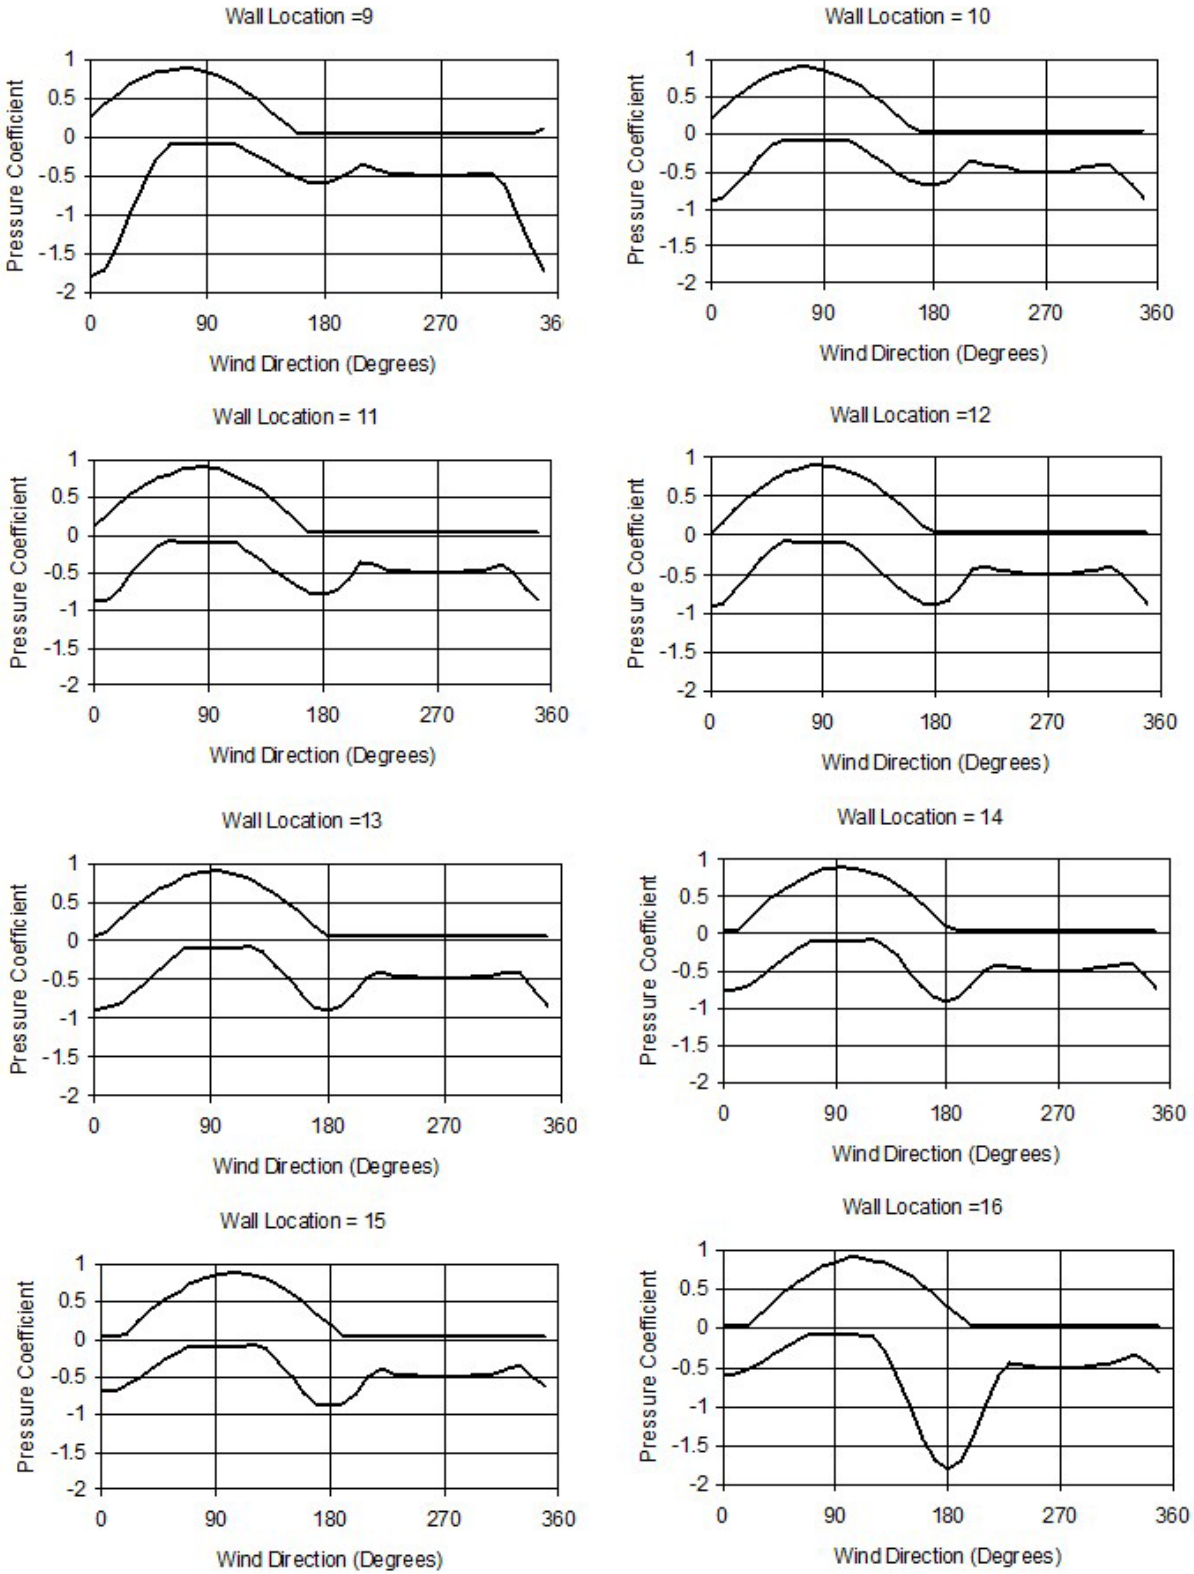 Wall Location =9
Pressure Coefficient
1
0.5
0
-0.5
-1
-1.5
-2
0 90 180 270 36
Wind Direction (Degrees)
Wall Location = 10
Pressure Coefficient
1
0.5
0
-0.5
-1
-1.5
-2
0 90 180 270 360
Wind Direction (Degrees)
Wall Location = 11
Pressure Coefficient
1
0.5
0
-0.5
-1
-1.5
-2
0 90 180 270 360
Wind Direction (Degrees)
Wall Location =12
Pressure Coefficient
1
0.5
0
-0.5
-1
-1.5
-2
0 90 180 270 360
Wind Direction (Degrees)
Wall Location =13
Pressure Coefficient
1
0.5
0
-0.5
-1
-1.5
-2
0 90 180 270 360
Wind Direction (Degrees)
Wall Location = 14
Pressure Coefficient
1
0.5
0
-0.5
-1
-1.5
-2
0 90 180 270 360
Wind Direction (Degrees)
Wall Location = 15
Pressure Coefficient
1
0.5
0
-0.5
-1
-1.5
-2
0 90 180 270 360
Wind Direction (Degrees)
Wall Location =16
Pressure Coefficient
1
0.5
0
-0.5
-1
-1.5
-2
0 90 180 270 360
Wind Direction (Degrees)